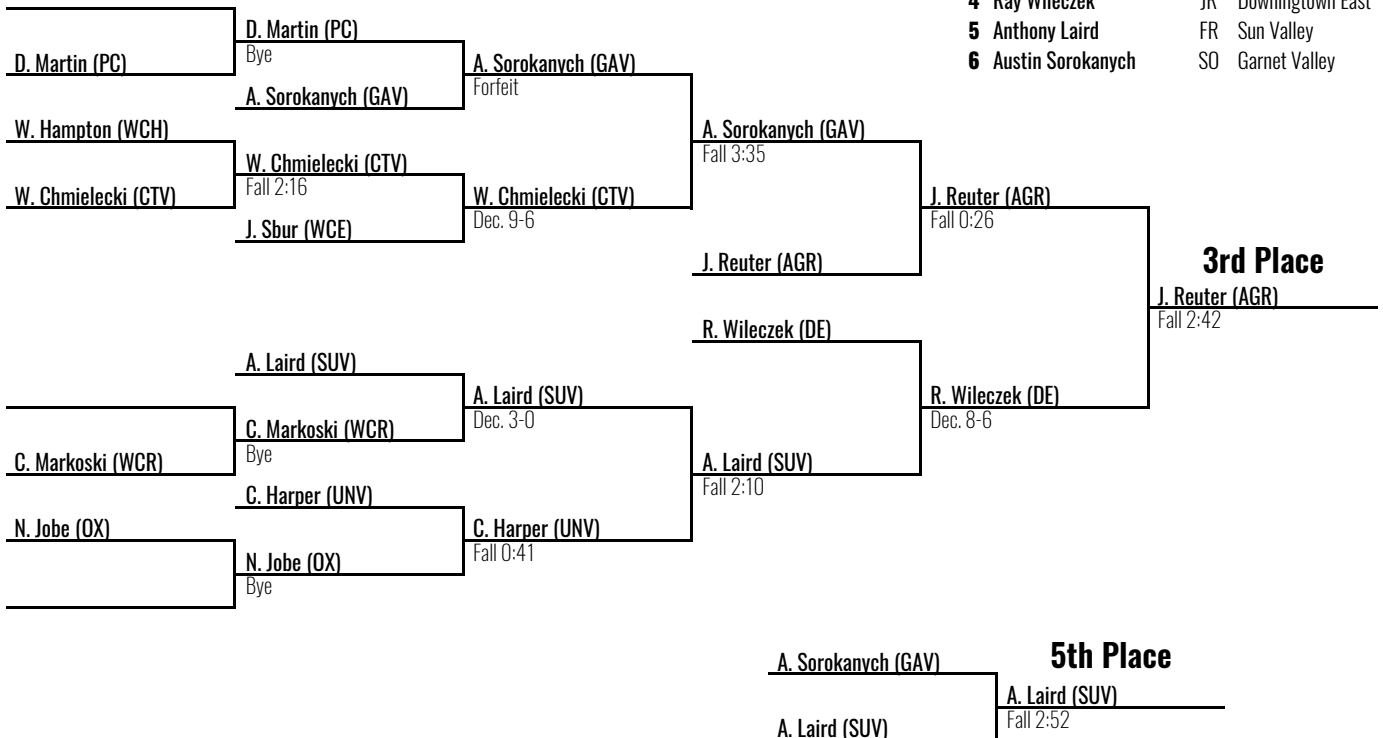 4 Ray Wileczek JR Downingtown East
5 Anthony Laird FR Sun Valley
6 Austin Sorokanych SO Garnet Valley
D. Martin (PC)
D. Martin (PC)
Bye
A. Sorokanych (GAV)
A. Sorokanych (GAV)
Forfeit
W. Hampton (WCH)
W. Chmielecki (CTV)
W. Chmielecki (CTV)
Fall 2:16
J. Sbur (WCE)
W. Chmielecki (CTV)
Dec. 9-6
A. Sorokanych (GAV)
Fall 3:35
J. Reuter (AGR)
J. Reuter (AGR)
Fall 0:26
3rd Place
J. Reuter (AGR)
Fall 2:42
R. Wileczek (DE)
R. Wileczek (DE)
Dec. 8-6
A. Laird (SUV)
A. Laird (SUV)
Dec. 3-0
C. Markoski (WCR)
C. Markoski (WCR)
Bye
A. Laird (SUV)
Fall 2:10
C. Harper (UNV)
C. Harper (UNV)
Fall 0:41
N. Jobe (OX)
N. Jobe (OX)
Bye
5th Place
A. Sorokanych (GAV)
A. Laird (SUV)
Fall 2:52
A. Laird (SUV)